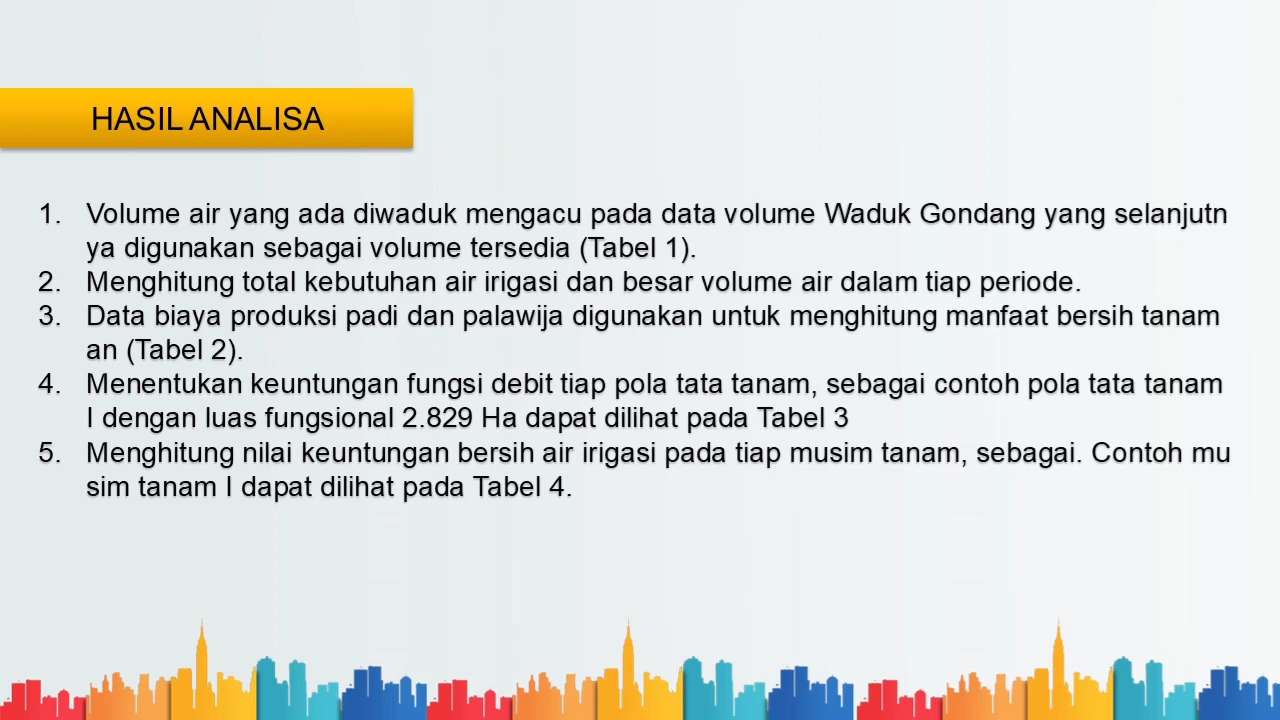 HASIL ANALISA
1. Volume air yang ada diwaduk mengacu pada data volume Waduk Gondang yang selanjutn
ya digunakan sebagai volume tersedia (Tabel 1).
2. Menghitung total kebutuhan air irigasi dan besar volume air dalam tiap periode.
3. Data biaya produksi padi dan palawija digunakan untuk menghitung manfaat bersih tanam
an (Tabel 2).
4. Menentukan keuntungan fungsi debit tiap pola tata tanam, sebagai contoh pola tata tanam
I dengan luas fungsional 2.829 Ha dapat dilihat pada Tabel 3
5. Menghitung nilai keuntungan bersih air irigasi pada tiap musim tanam, sebagai. Contoh mu
sim tanam I dapat dilihat pada Tabel 4.